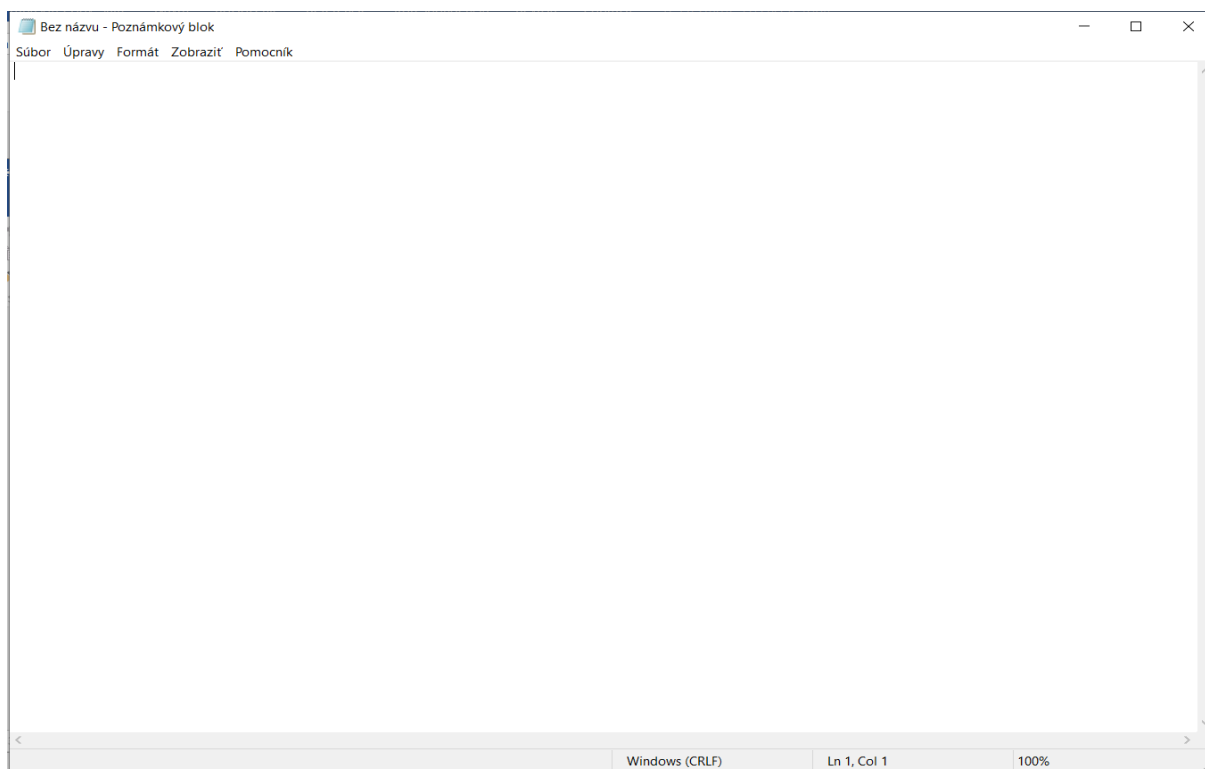 Bez názvu - Poznámkový blok
Súbor Úpravy Formát Zobraziť Pomocník
Windows (CRLF) Ln 1, Col 1 100%